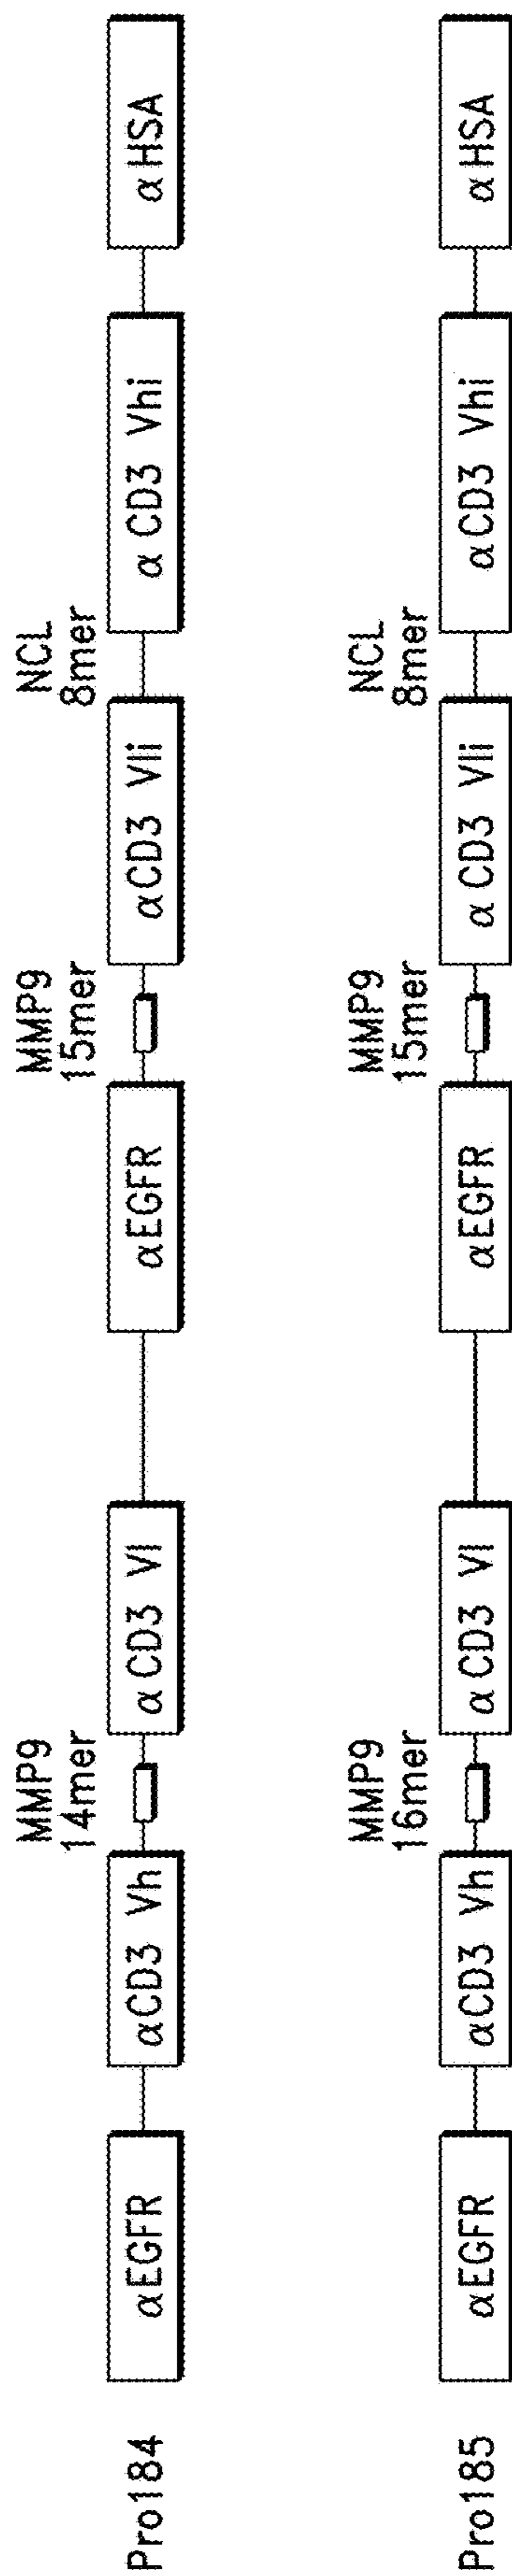 MMP9
14mer
MMP9
15mer
NCL
8mer
Pro184
αEGFR
αCD3 Vh
αCD3 Vl
αEGFR
αCD3 Vli
αCD3 Vhi
αHSA
MMP9
16mer
MMP9
15mer
NCL
8mer
Pro185
αEGFR
αCD3 Vh
αCD3 Vl
αEGFR
αCD3 Vli
αCD3 Vhi
αHSA